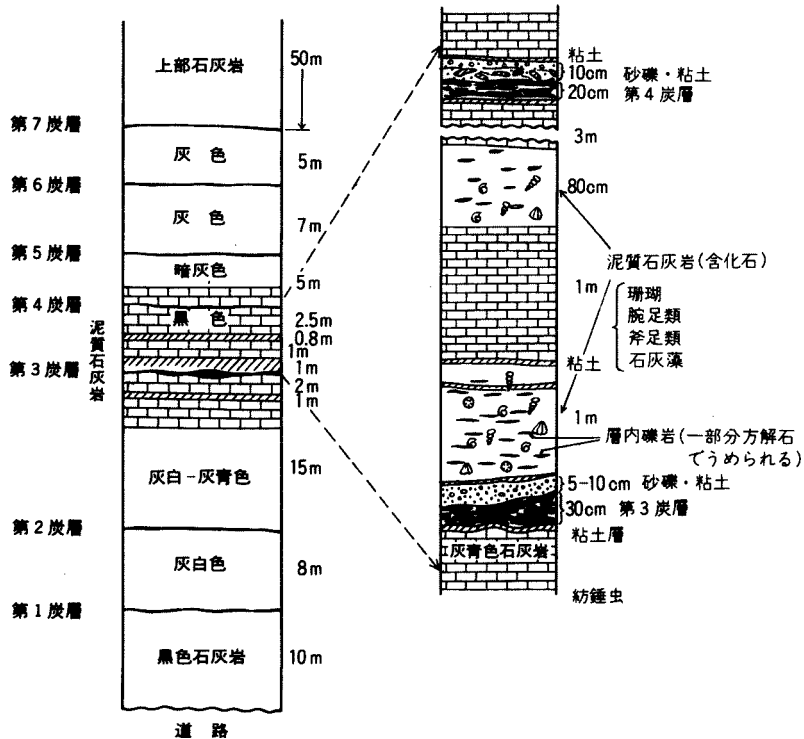 上部石灰岩
50m
第7炭層
灰 色
5m
第6炭層
灰 色
7m
第5炭層
暗灰色
5m
第4炭層
黒 色
2.5m
0.8m
1m
泥質石灰岩
第3炭層
1m
2m
1m
灰白-灰青色
15m
第2炭層
灰白色
8m
第1炭層
黒色石灰岩
10m
道 路
粘土
10cm 砂礫・粘土
20cm 第4炭層
3m
80cm
泥質石灰岩(含化石)
珊瑚
腕足類
斧足類
石灰藻
1m
粘土
1m
層内礫岩(一部分方解石
でうめられる)
5-10cm 砂礫・粘土
30cm 第3炭層
粘土層
灰青色石灰岩
紡錘虫